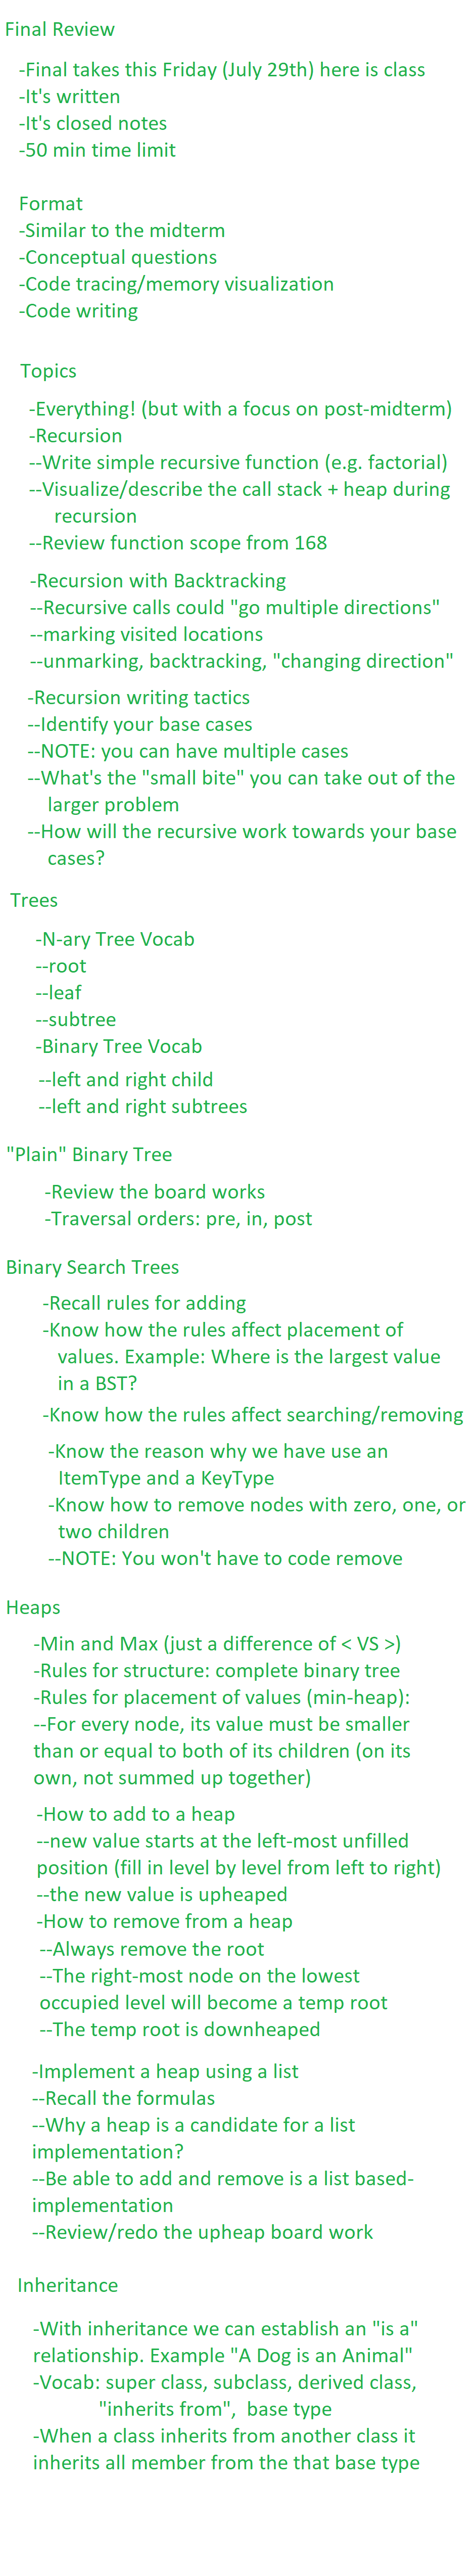 Final Review
-Final takes this Friday (July 29th) here is class
-It's written
-It's closed notes
-50 min time limit
Format
-Similar to the midterm
-Conceptual questions
-Code tracing/memory visualization
-Code writing
Topics
-Everything! (but with a focus on post-midterm)
-Recursion
--Write simple recursive function (e.g. factorial)
--Visualize/describe the call stack + heap during
recursion
--Review function scope from 168
-Recursion with Backtracking
--Recursive calls could "go multiple directions"
--marking visited locations
--unmarking, backtracking, "changing direction"
-Recursion writing tactics
--Identify your base cases
--NOTE: you can have multiple cases
--What's the "small bite" you can take out of the
larger problem
--How will the recursive work towards your base
cases?
Trees
-N-ary Tree Vocab
--root
--leaf
--subtree
-Binary Tree Vocab
--left and right child
--left and right subtrees
"Plain" Binary Tree
-Review the board works
-Traversal orders: pre, in, post
Binary Search Trees
-Recall rules for adding
-Know how the rules affect placement of
values. Example: Where is the largest value
in a BST?
-Know how the rules affect searching/removing
-Know the reason why we have use an
ItemType and a KeyType
-Know how to remove nodes with zero, one, or
two children
--NOTE: You won't have to code remove
Heaps
-Min and Max (just a difference of < VS >)
-Rules for structure: complete binary tree
-Rules for placement of values (min-heap):
--For every node, its value must be smaller
than or equal to both of its children (on its
own, not summed up together)
-How to add to a heap
--new value starts at the left-most unfilled
position (fill in level by level from left to right)
--the new value is upheaped
-How to remove from a heap
--Always remove the root
--The right-most node on the lowest
occupied level will become a temp root
--The temp root is downheaped
-Implement a heap using a list
--Recall the formulas
--Why a heap is a candidate for a list
implementation?
--Be able to add and remove is a list based-
implementation
--Review/redo the upheap board work
Inheritance
-With inheritance we can establish an "is a"
relationship. Example "A Dog is an Animal"
-Vocab: super class, subclass, derived class,
"inherits from",  base type
-When a class inherits from another class it
inherits all member from the that base type